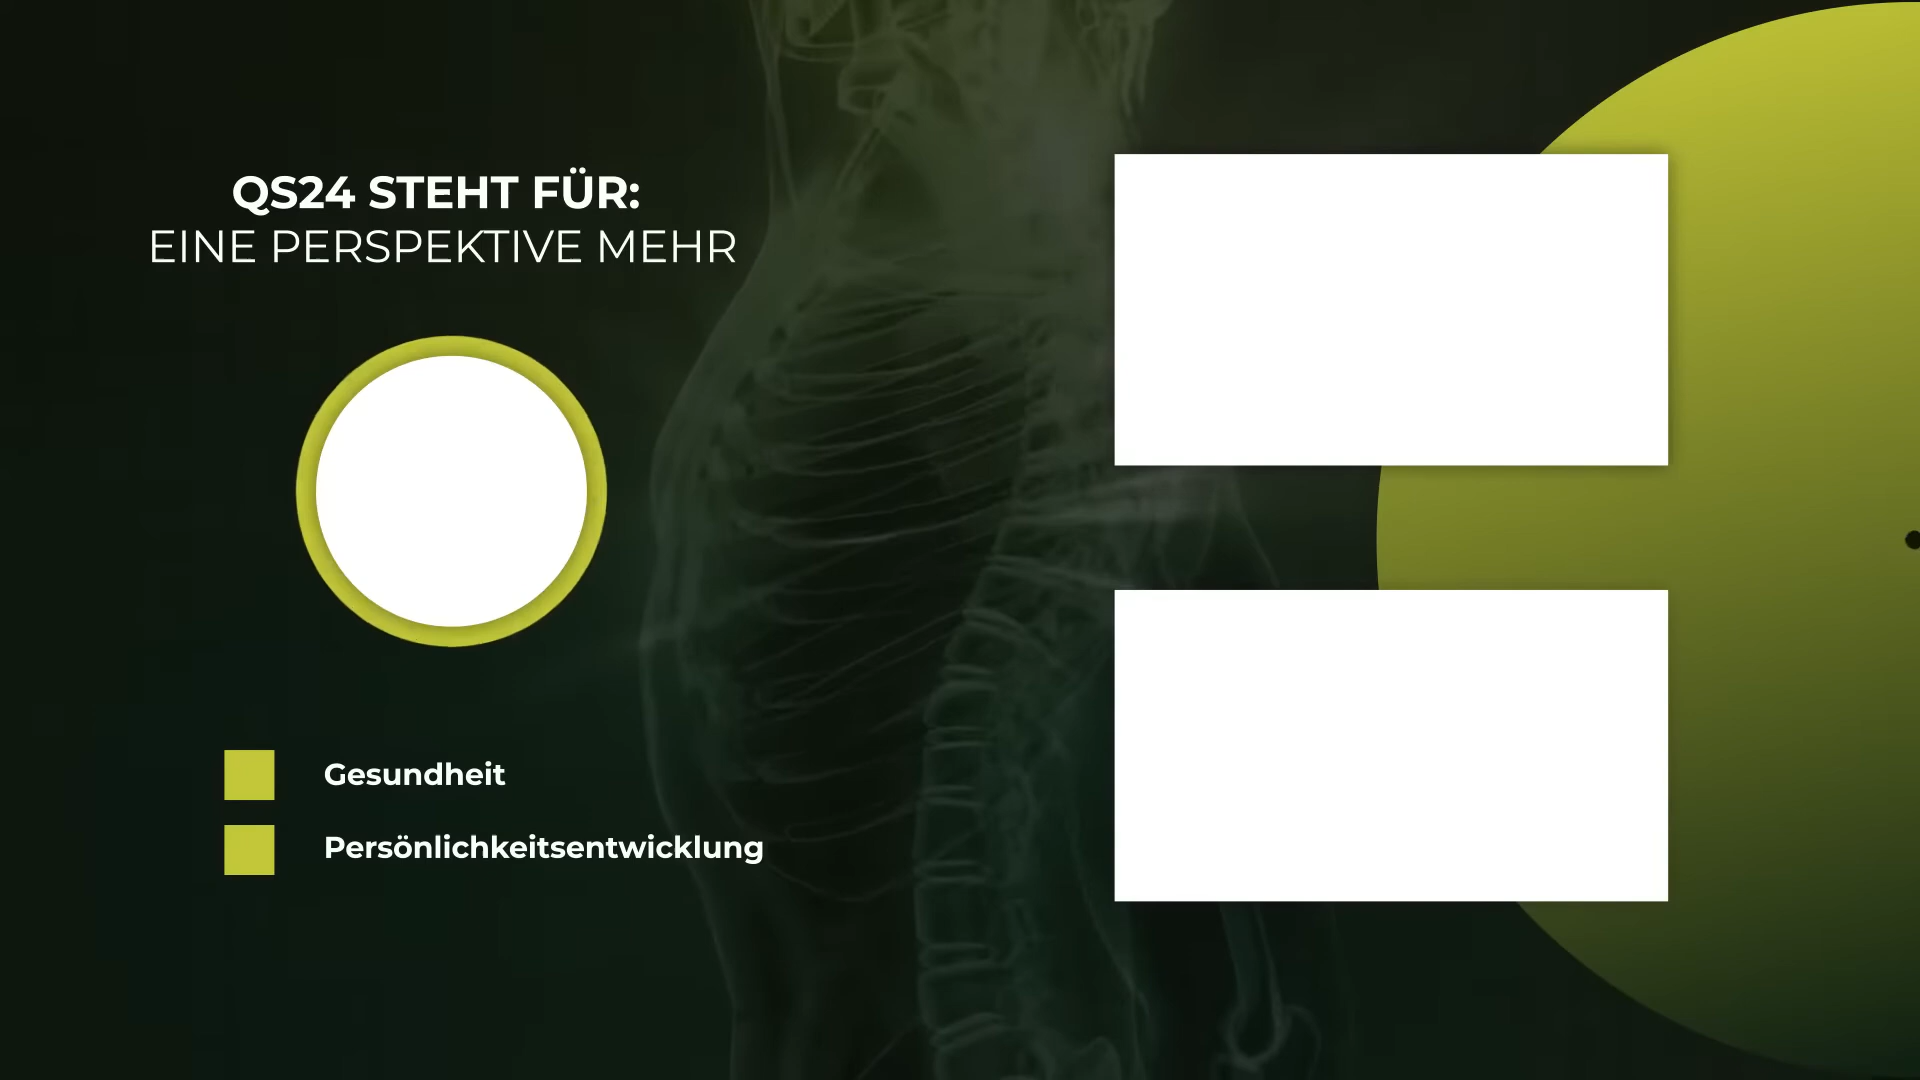 QS24 STEHT FÜR:
EINE PERSPEKTIVE MEHR
Gesundheit
Persönlichkeitsentwicklung